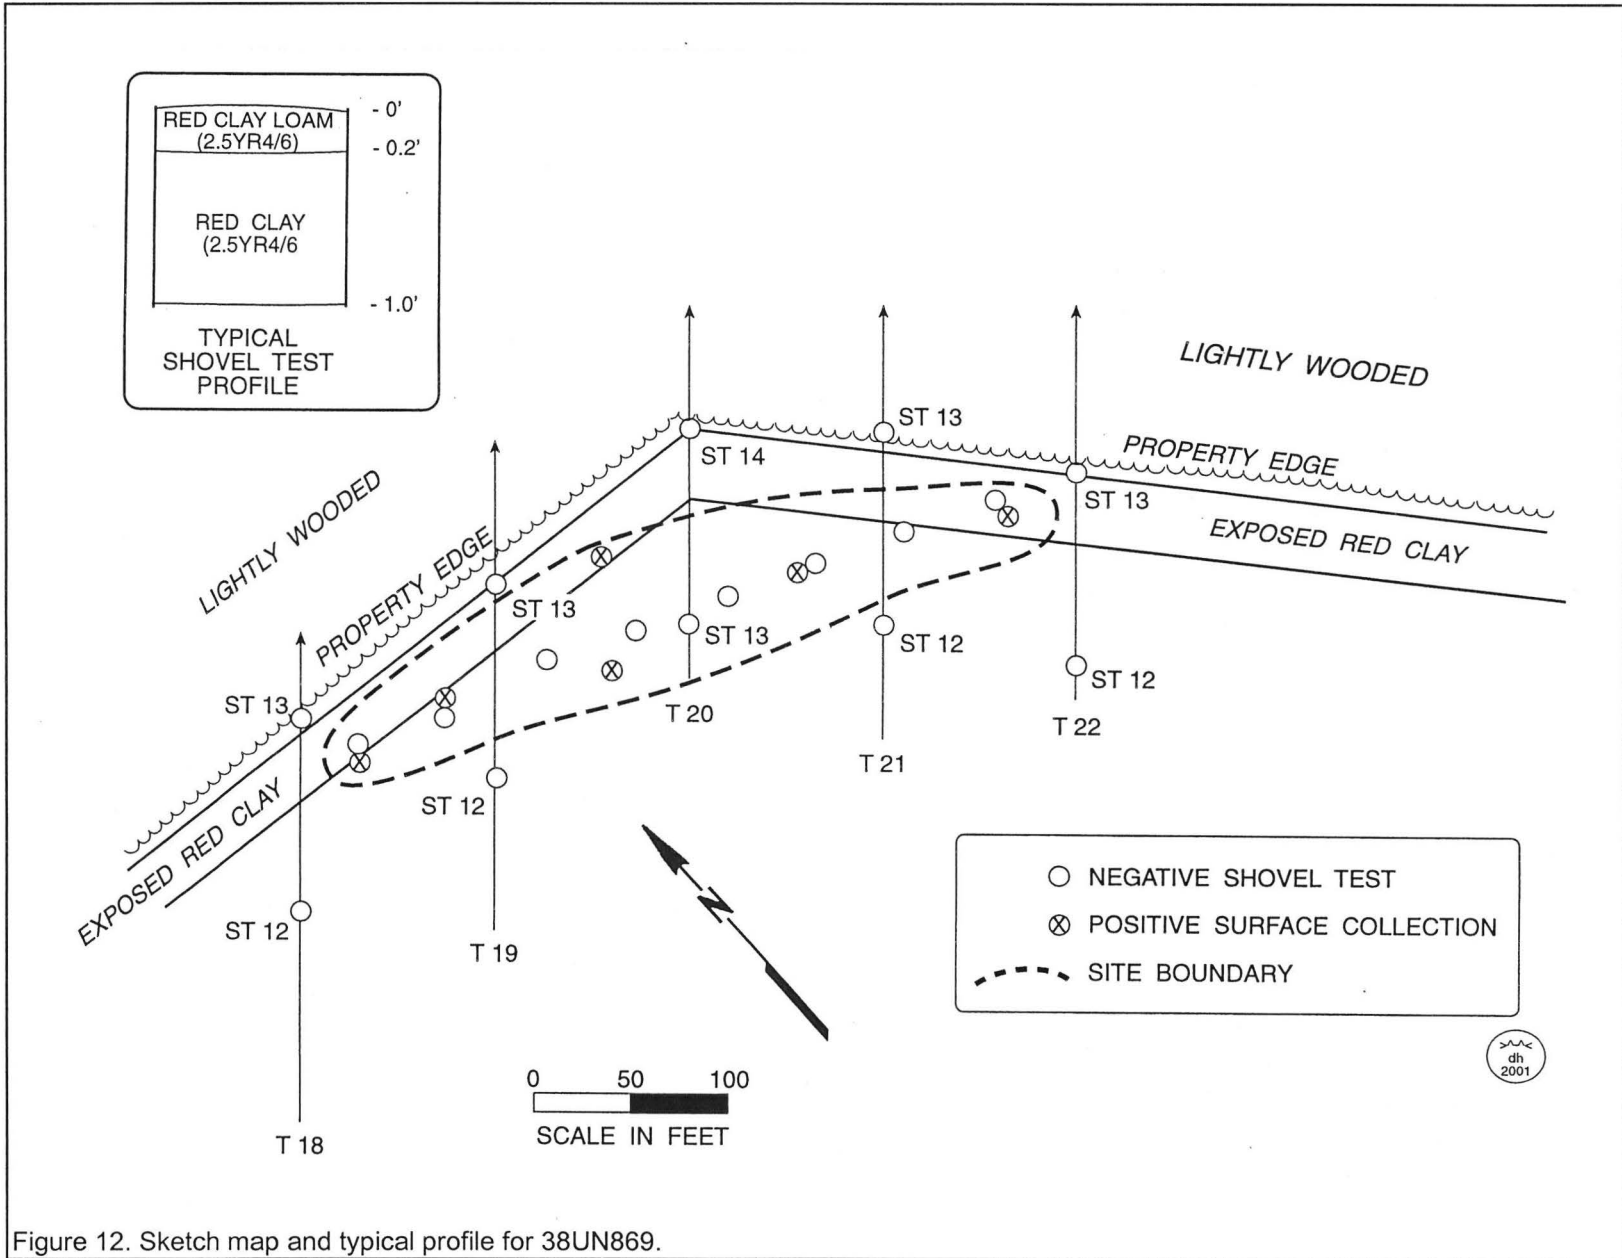 RED CLAY LOAM
(2.5YR4/6)
- 0'
- 0.2'
RED CLAY
(2.5YR4/6
- 1.0'
TYPICAL
SHOVEL TEST
PROFILE
LIGHTLY WOODED
PROPERTY EDGE
EXPOSED RED CLAY
LIGHTLY WOODED
PROPERTY EDGE
EXPOSED RED CLAY
ST 13
ST 12
T 18
ST 13
ST 12
T 19
ST 14
ST 13
T 20
ST 13
ST 12
T 21
ST 13
ST 12
T 22
N
0 50 100
SCALE IN FEET
NEGATIVE SHOVEL TEST
POSITIVE SURFACE COLLECTION
SITE BOUNDARY
dh
2001
Figure 12. Sketch map and typical profile for 38UN869.